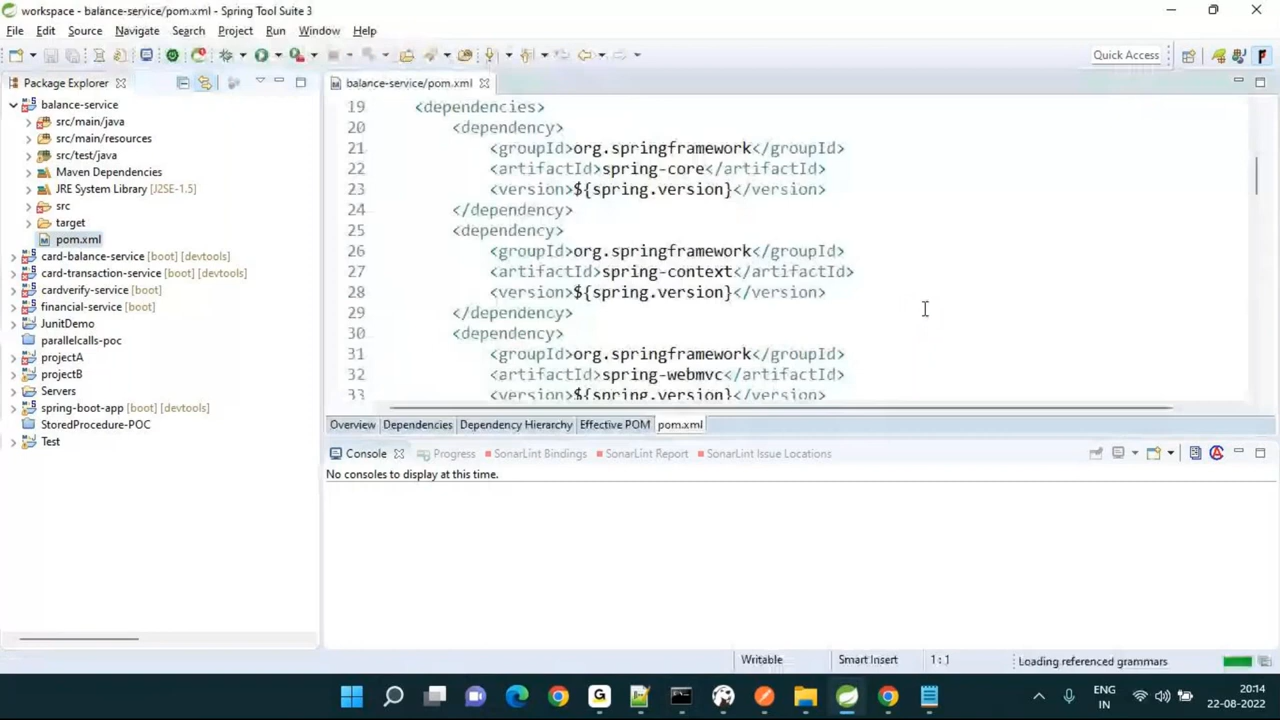 workspace - balance-service/pom.xml - Spring Tool Suite 3
File Edit Source Navigate Search Project Run Window Help
Quick Access
Package Explorer
balance-service
src/main/java
src/main/resources
src/test/java
Maven Dependencies
JRE System Library [J2SE-1.5]
src
target
pom.xml
card-balance-service [boot] [devtools]
card-transaction-service [boot] [devtools]
cardverify-service [boot]
financial-service [boot]
JunitDemo
parallelcalls-poc
projectA
projectB
Servers
spring-boot-app [boot] [devtools]
StoredProcedure-POC
Test
balance-service/pom.xml
19 <dependencies>
20 <dependency>
21 <groupId>org.springframework</groupId>
22 <artifactId>spring-core</artifactId>
23 <version>${spring.version}</version>
24 </dependency>
25 <dependency>
26 <groupId>org.springframework</groupId>
27 <artifactId>spring-context</artifactId>
28 <version>${spring.version}</version>
29 </dependency>
30 <dependency>
31 <groupId>org.springframework</groupId>
32 <artifactId>spring-webmvc</artifactId>
33 <version>${spring.version}</version>
Overview Dependencies Dependency Hierarchy Effective POM pom.xml
Console Progress SonarLint Bindings SonarLint Report SonarLint Issue Locations
No consoles to display at this time.
Writable Smart Insert 1 : 1 Loading referenced grammars
ENG
IN
20:14
22-08-2022